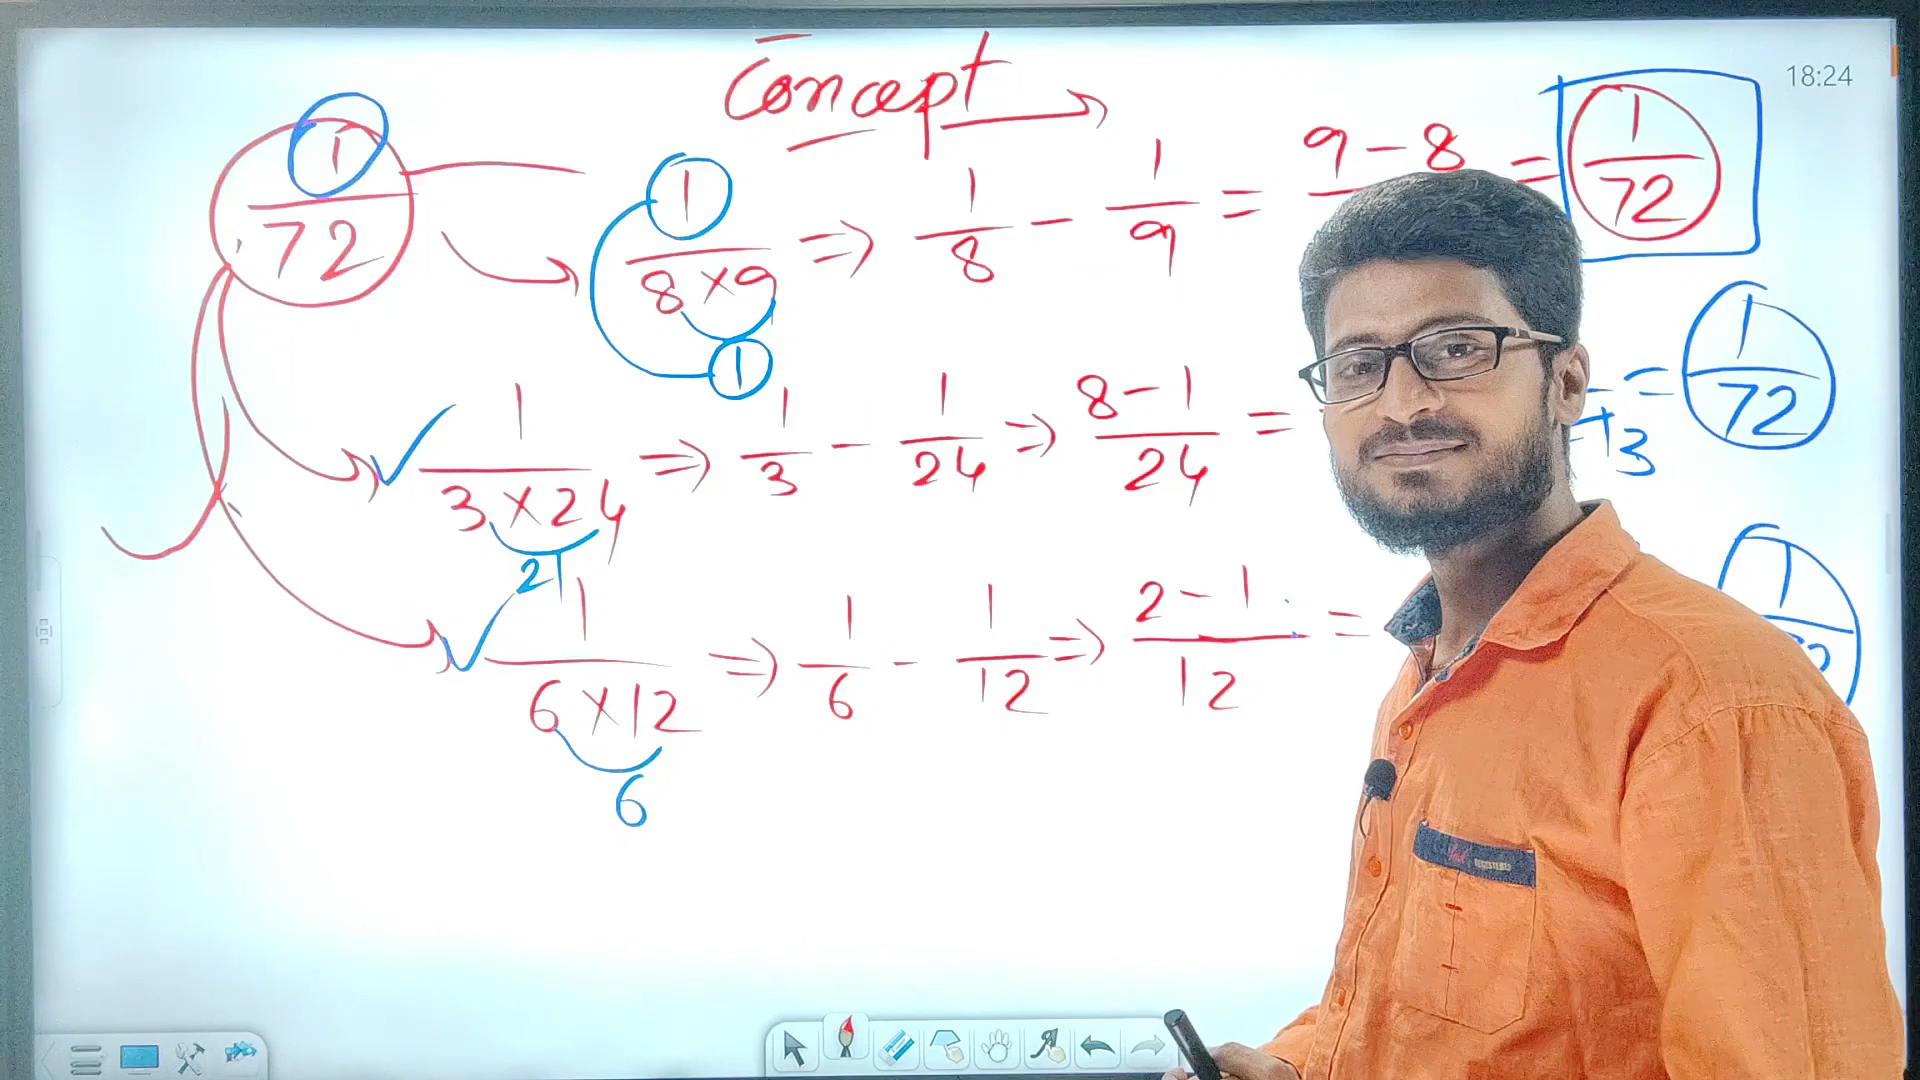 Concept
18:24
1/72
1/(8×9) ⇒ 1/8 − 1/9 = 9−8 = 1/72
1
1/(3×24) ⇒ 1/3 − 1/24 ⇒ (8−1)/24 = 3 = 1/72
21
1/(6×12) ⇒ 1/6 − 1/12 ⇒ (2−1)/12 = 1/2
6